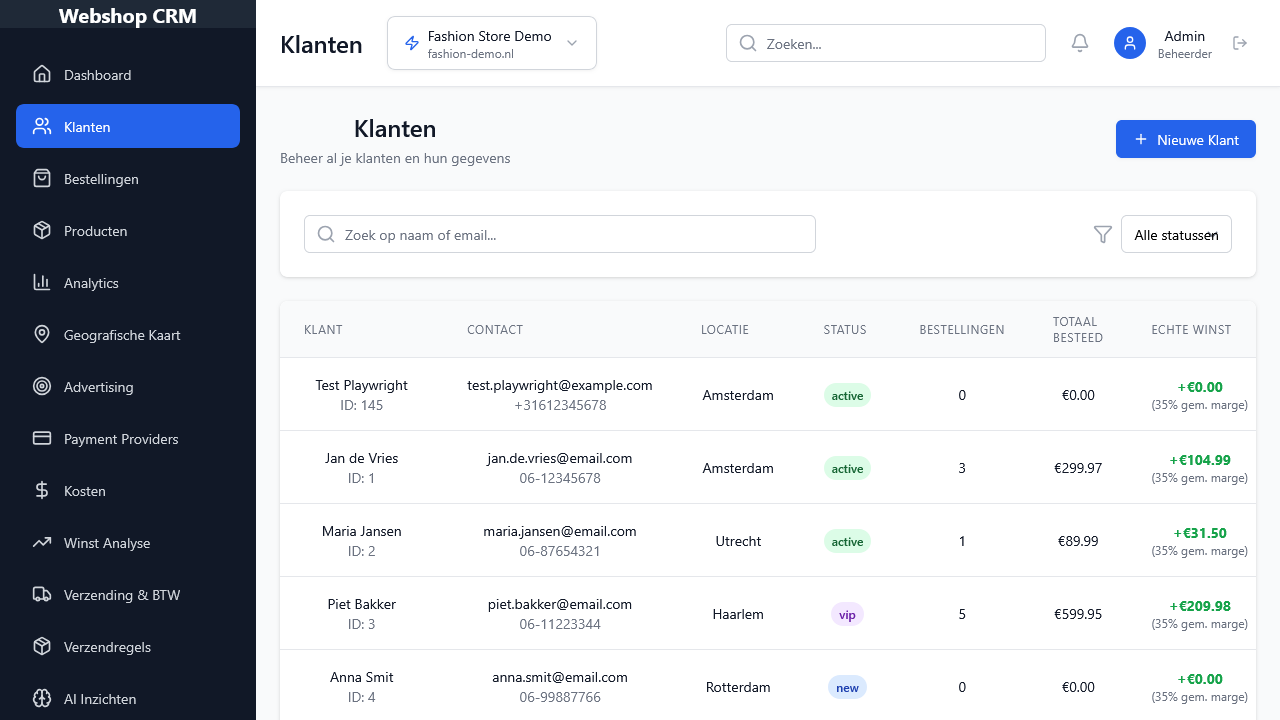 Webshop CRM
Dashboard
Klanten
Bestellingen
Producten
Analytics
Geografische Kaart
Advertising
Payment Providers
Kosten
Winst Analyse
Verzending & BTW
Verzendregels
AI Inzichten
Klanten
Fashion Store Demo
fashion-demo.nl
Zoeken...
Admin
Beheerder
Klanten
Beheer al je klanten en hun gegevens
Nieuwe Klant
Zoek op naam of email...
Alle statussen
KLANT CONTACT LOCATIE STATUS BESTELLINGEN TOTAAL BESTEED ECHTE WINST
Test Playwright test.playwright@example.com Amsterdam active 0 €0.00 +€0.00
ID: 145 +31612345678 (35% gem. marge)
Jan de Vries jan.de.vries@email.com Amsterdam active 3 €299.97 +€104.99
ID: 1 06-12345678 (35% gem. marge)
Maria Jansen maria.jansen@email.com Utrecht active 1 €89.99 +€31.50
ID: 2 06-87654321 (35% gem. marge)
Piet Bakker piet.bakker@email.com Haarlem vip 5 €599.95 +€209.98
ID: 3 06-11223344 (35% gem. marge)
Anna Smit anna.smit@email.com Rotterdam new 0 €0.00 +€0.00
ID: 4 06-99887766 (35% gem. marge)